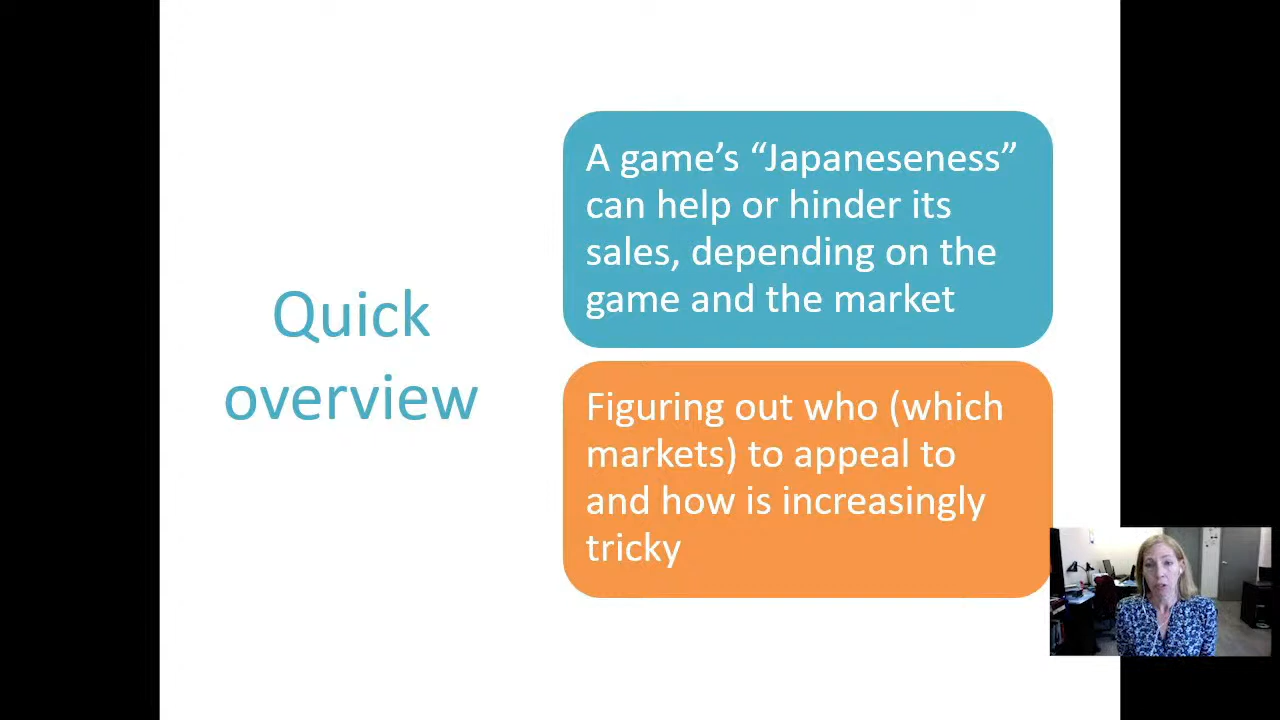 Quick
overview
A game’s “Japaneseness”
can help or hinder its
sales, depending on the
game and the market
Figuring out who (which
markets) to appeal to
and how is increasingly
tricky